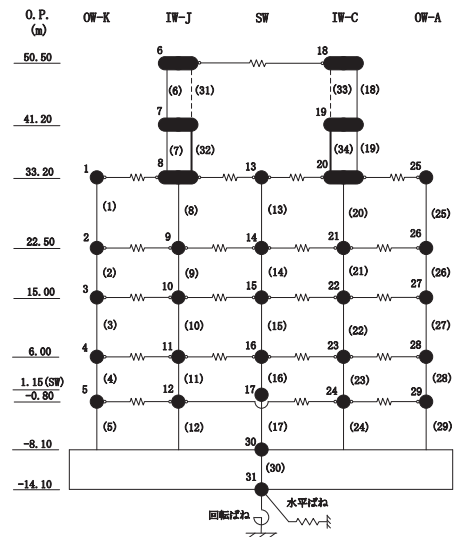 O.P. OW-K IW-J SW IW-C OW-A
(m)
50.50 6 18
(6) (31) (33) (18)
41.20 7 19
(7) (32) (34) (19)
33.20 1 8 13 20 25
(1) (8) (13) (20) (25)
22.50 2 9 14 21 26
(2) (9) (14) (21) (26)
15.00 3 10 15 22 27
(3) (10) (15) (22) (27)
6.00 4 11 16 23 28
(4) (11) (16) (23) (28)
1.15(SW) 17
-0.80 5 12 24 29
(5) (12) (17) (24) (29)
-8.10 30
(30)
-14.10 31
水平ばね
回転ばね